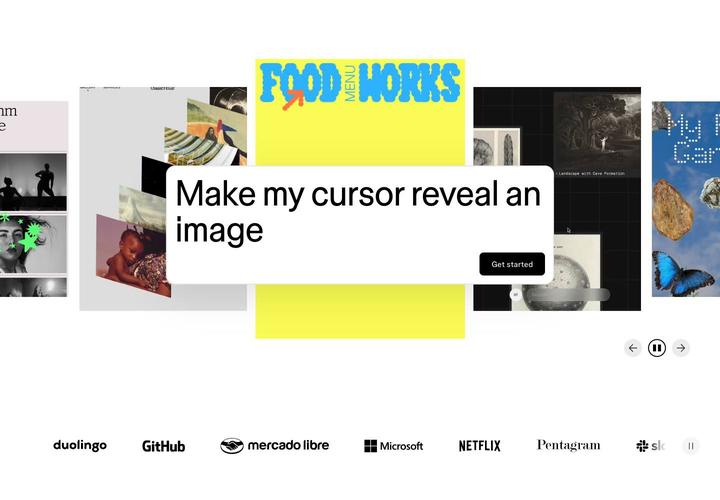 FOOD MENU WORKS
Landscape with Cave Formation
My
Make my cursor reveal an
image
Get started
duolingo
GitHub
mercado libre
Microsoft
NETFLIX
Pentagram